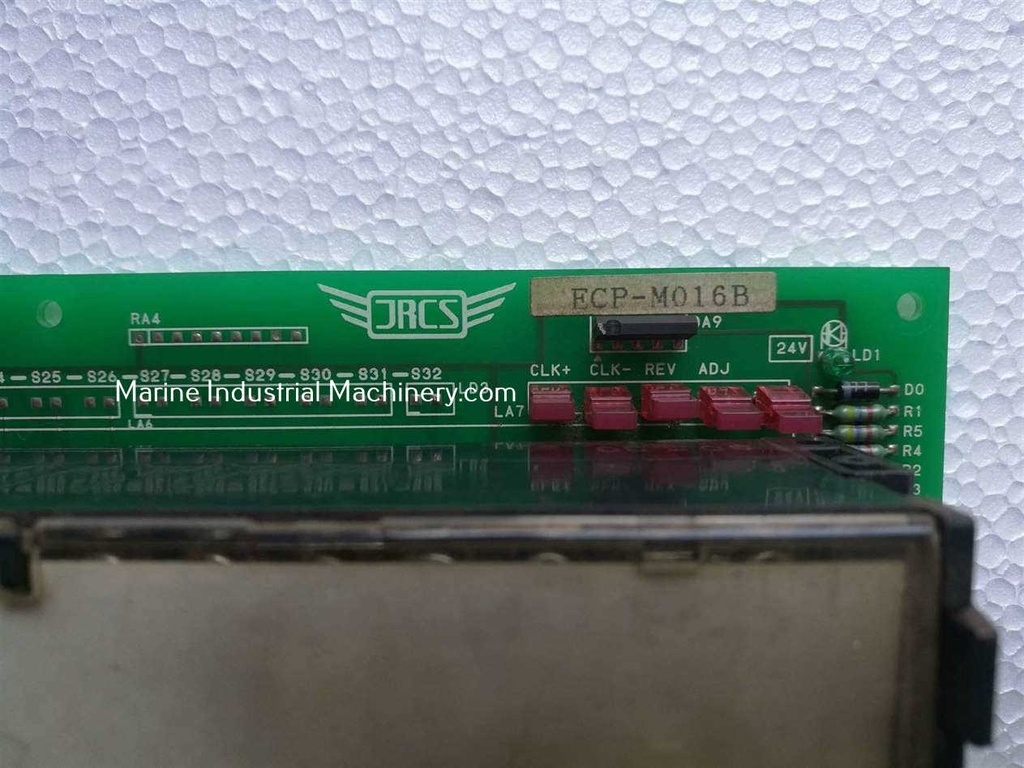 JRCS
ECP-M016B
RA4
A9
24V
LD1
S25 S26 S27 S28 S29 S30 S31 S32
CLK+ CLK- REV ADJ
Marine Industrial Machinery.com
D0
LA7
R1
LA6
R5
R4